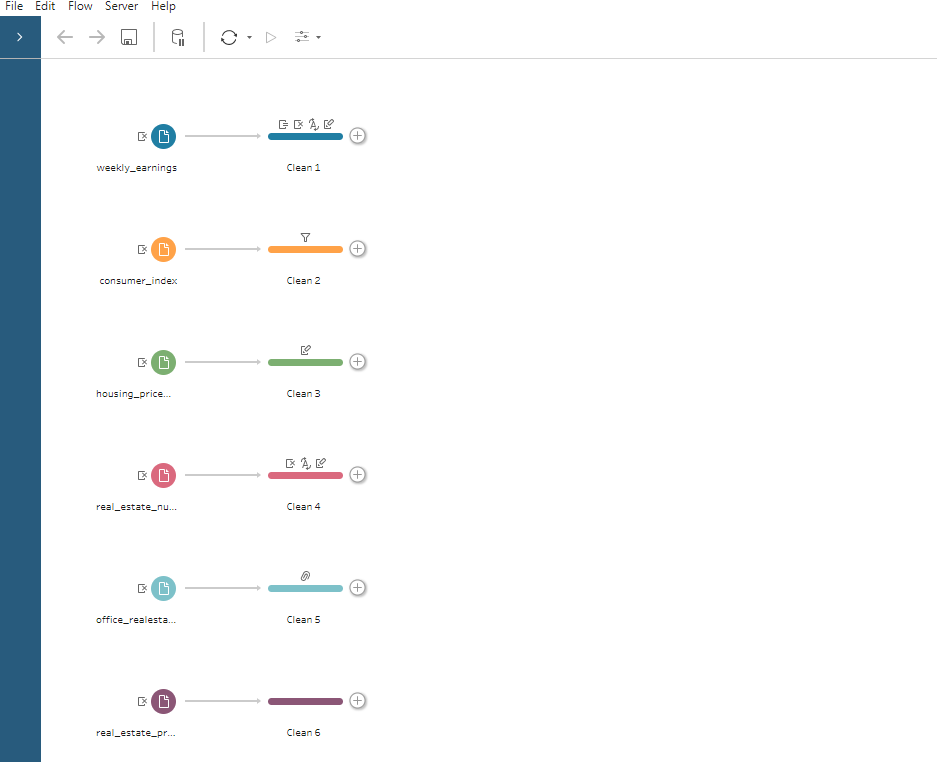 File Edit Flow Server Help
weekly_earnings Clean 1
consumer_index Clean 2
housing_price... Clean 3
real_estate_nu... Clean 4
office_realesta... Clean 5
real_estate_pr... Clean 6